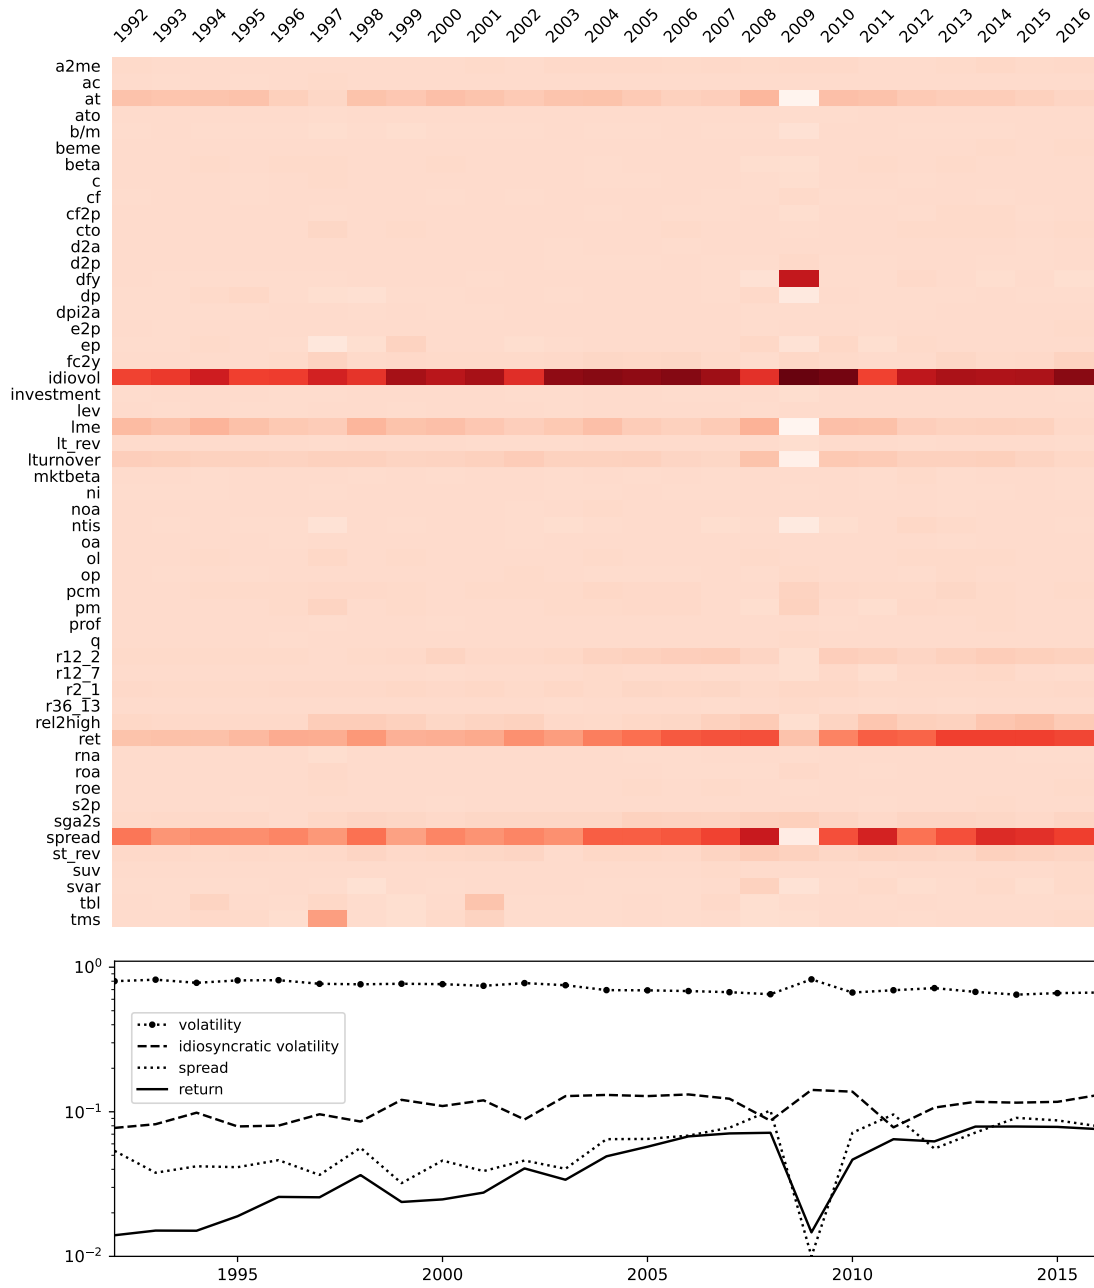 1992 1993 1994 1995 1996 1997 1998 1999 2000 2001 2002 2003 2004 2005 2006 2007 2008 2009 2010 2011 2012 2013 2014 2015 2016
a2me
ac
at
ato
b/m
beme
beta
c
cf
cf2p
cto
d2a
d2p
dfy
dp
dpi2a
e2p
ep
fc2y
idiovol
investment
lev
lme
lt_rev
lturnover
mktbeta
ni
noa
ntis
oa
ol
op
pcm
pm
prof
q
r12_2
r12_7
r2_1
r36_13
rel2high
ret
rna
roa
roe
s2p
sga2s
spread
st_rev
suv
svar
tbl
tms
10⁰
volatility
idiosyncratic volatility
spread
return
10⁻¹
10⁻²
1995 2000 2005 2010 2015